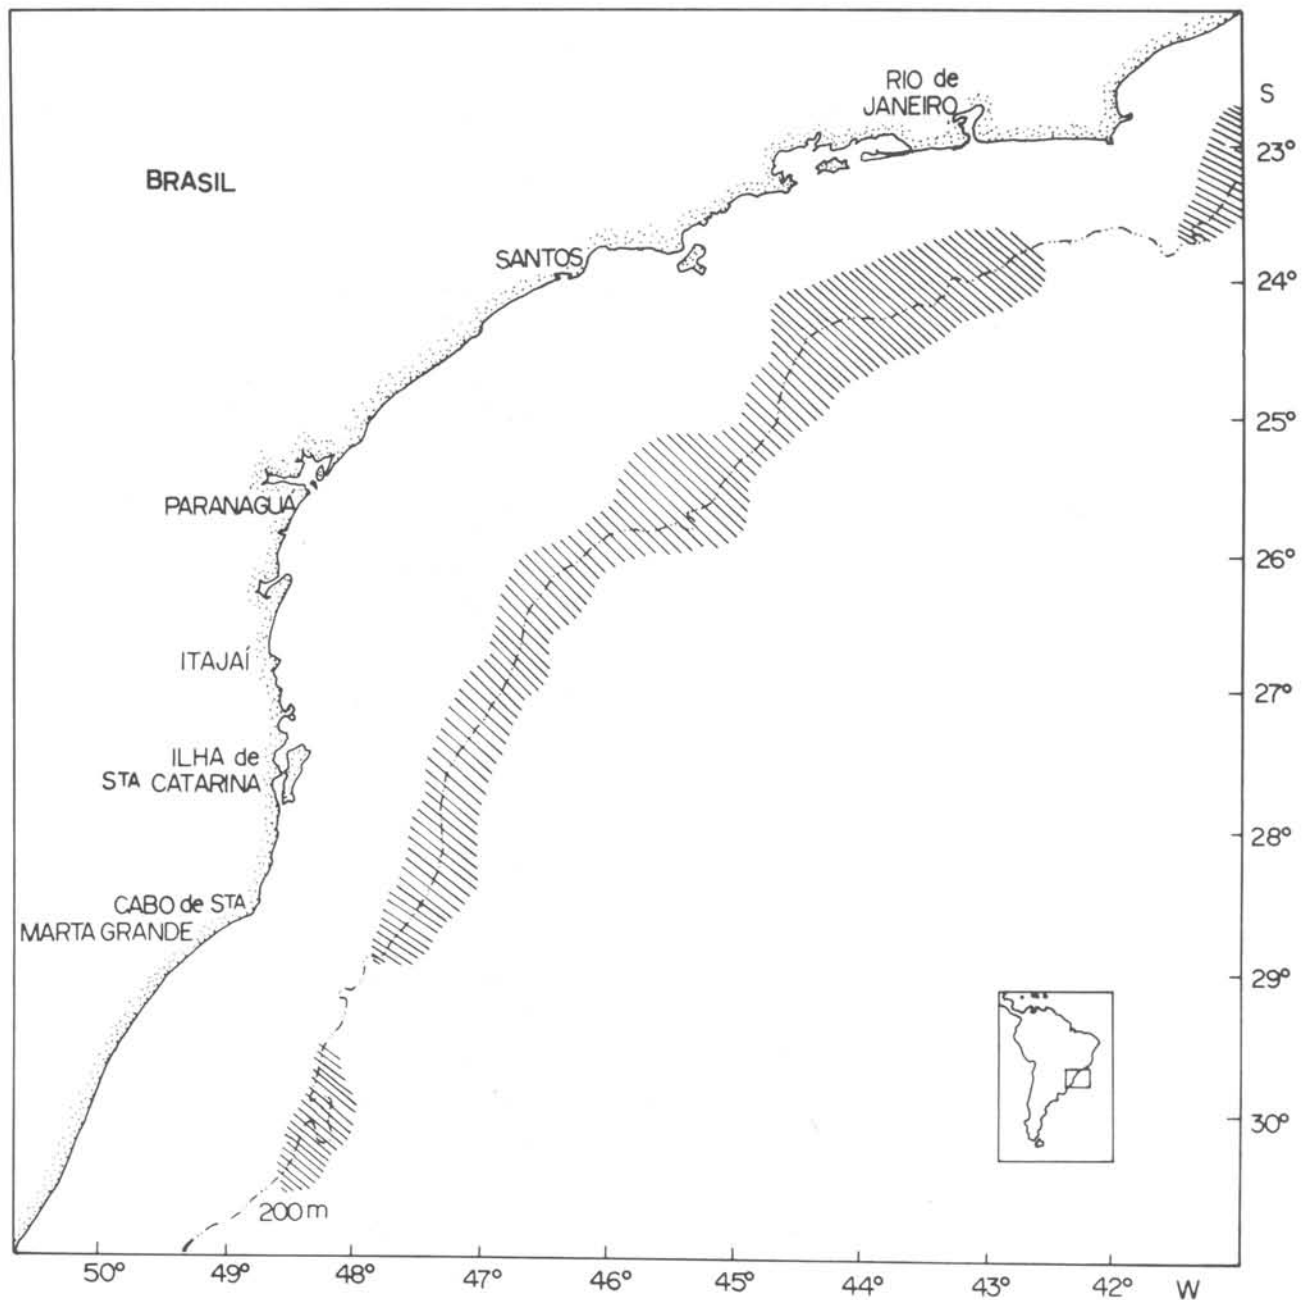 RIO de
JANEIRO
S
23°
BRASIL
SANTOS
24°
25°
PARANAGUÁ
26°
ITAJAÍ
27°
ILHA de
STA CATARINA
28°
CABO de STA
MARTA GRANDE
29°
30°
200 m
50°
49°
48°
47°
46°
45°
44°
43°
42°
W